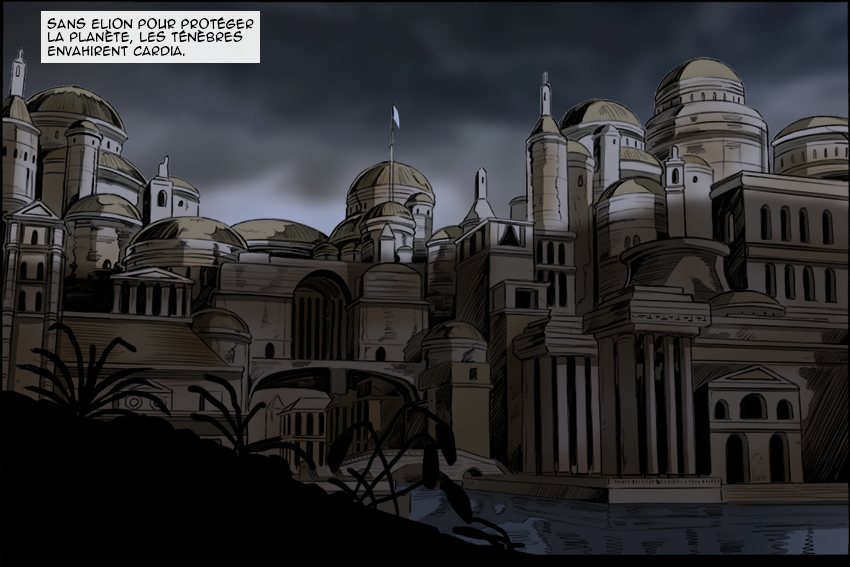 SANS ELION POUR PROTÉGER
LA PLANÈTE, LES TÉNÈBRES
ENVAHIRENT CARDIA.